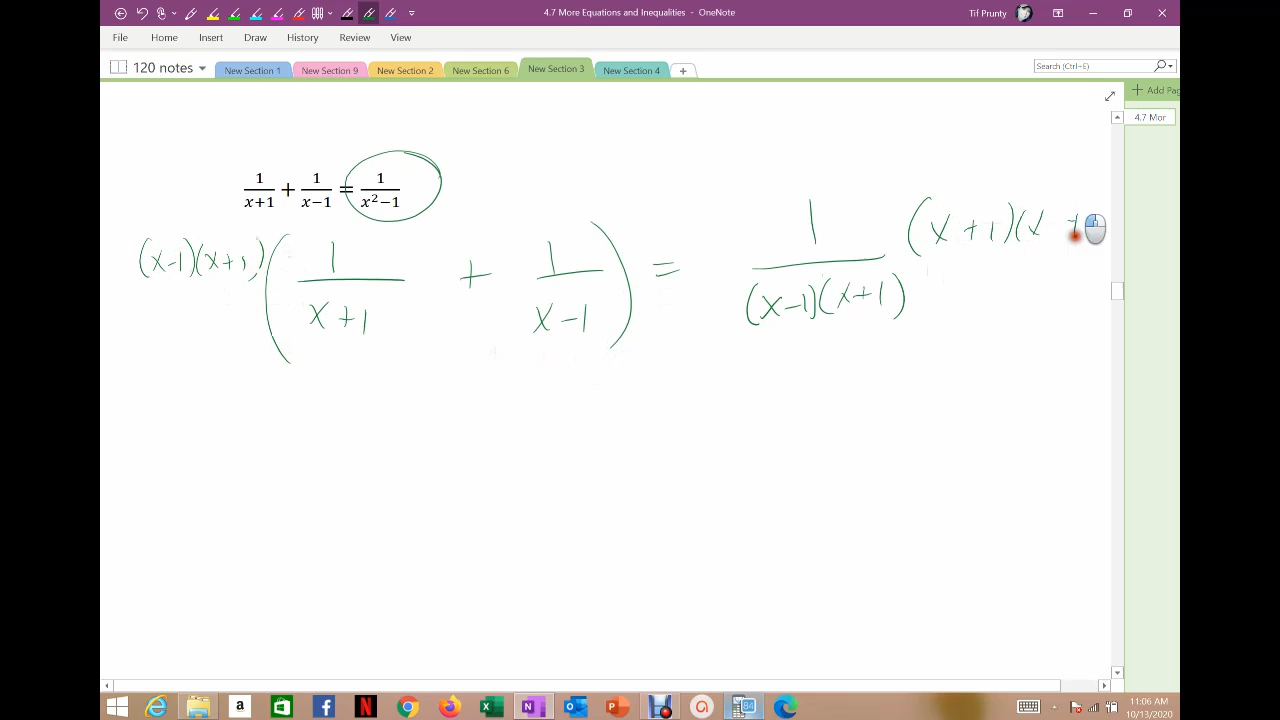 4.7 More Equations and Inequalities - OneNote
Tif Prunty
File Home Insert Draw History Review View
120 notes New Section 1 New Section 9 New Section 2 New Section 6 New Section 3 New Section 4 +
Search (Ctrl+E)
+ Add Pag
4.7 Mor
1/(x+1) + 1/(x−1) = 1/(x²−1)
(x-1)(x+1)(1/(x+1) + 1/(x-1)) = 1/((x-1)(x+1)) (x+1)(x
11:06 AM
10/13/2020